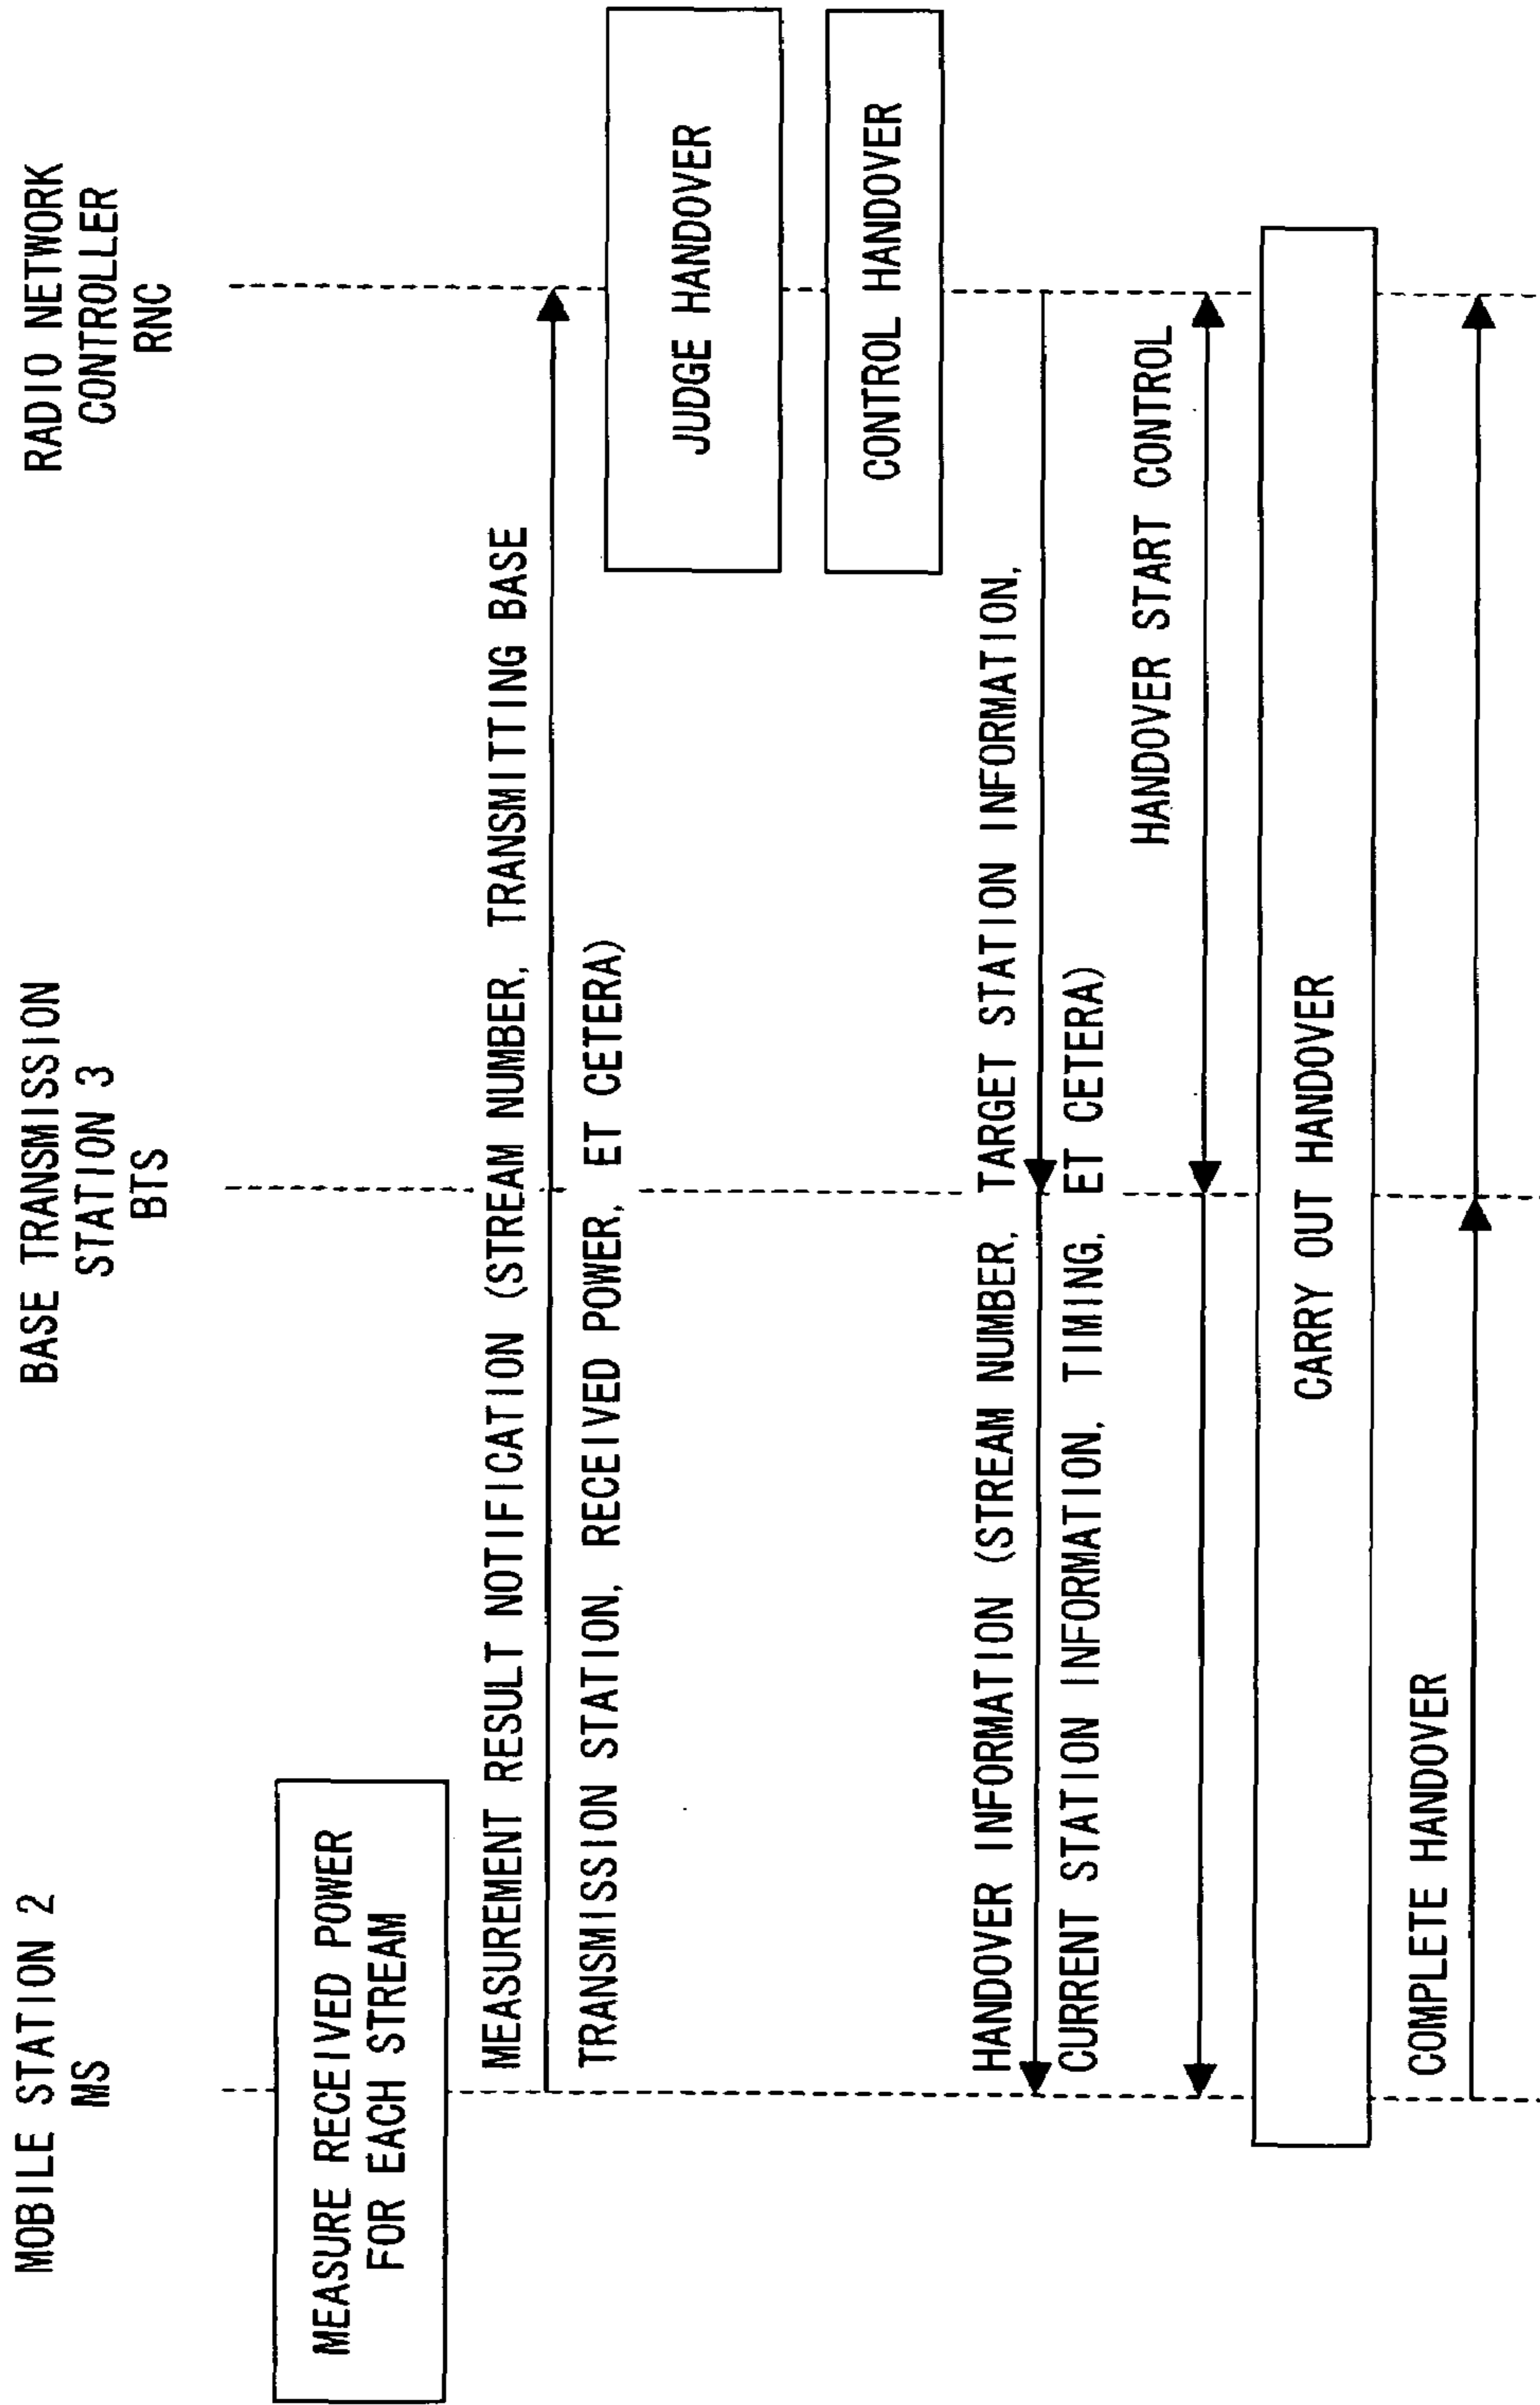 MOBILE STATION 2
MS
BASE TRANSMISSION
STATION 3
BTS
RADIO NETWORK
CONTROLLER
RNC
MEASURE RECEIVED POWER
FOR EACH STREAM
MEASUREMENT RESULT NOTIFICATION (STREAM NUMBER, TRANSMITTING BASE
TRANSMISSION STATION, RECEIVED POWER, ET CETERA)
JUDGE HANDOVER
CONTROL HANDOVER
HANDOVER INFORMATION (STREAM NUMBER, TARGET STATION INFORMATION,
CURRENT STATION INFORMATION, TIMING, ET CETERA)
HANDOVER START CONTROL
CARRY OUT HANDOVER
COMPLETE HANDOVER